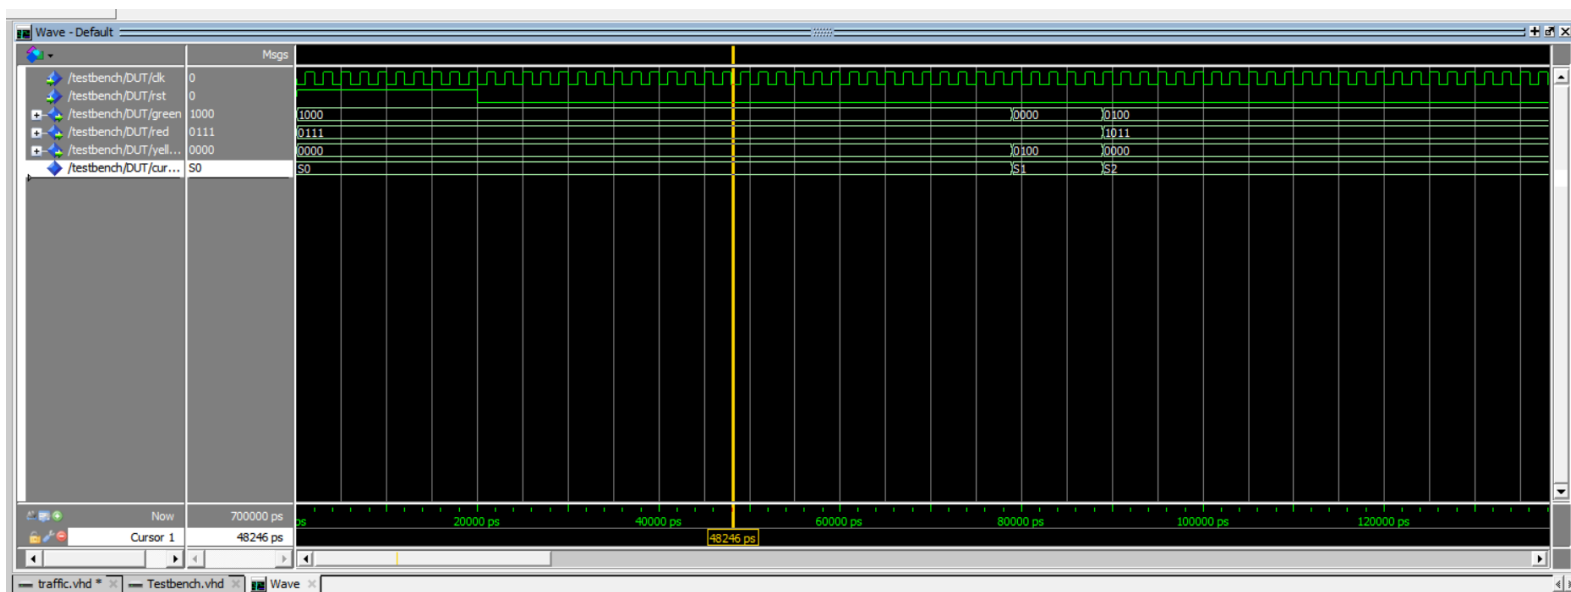 Wave - Default
Msgs
/testbench/DUT/clk 0
/testbench/DUT/rst 0
/testbench/DUT/green 1000 1000 0000 0100
/testbench/DUT/red 0111 0111 1011
/testbench/DUT/yell... 0000 0000 0100 0000
/testbench/DUT/cur... S0 S0 S1 S2
Now 700000 ps ps 20000 ps 40000 ps 60000 ps 80000 ps 100000 ps 120000 ps
Cursor 1 48246 ps 48246 ps
traffic.vhd * Testbench.vhd Wave